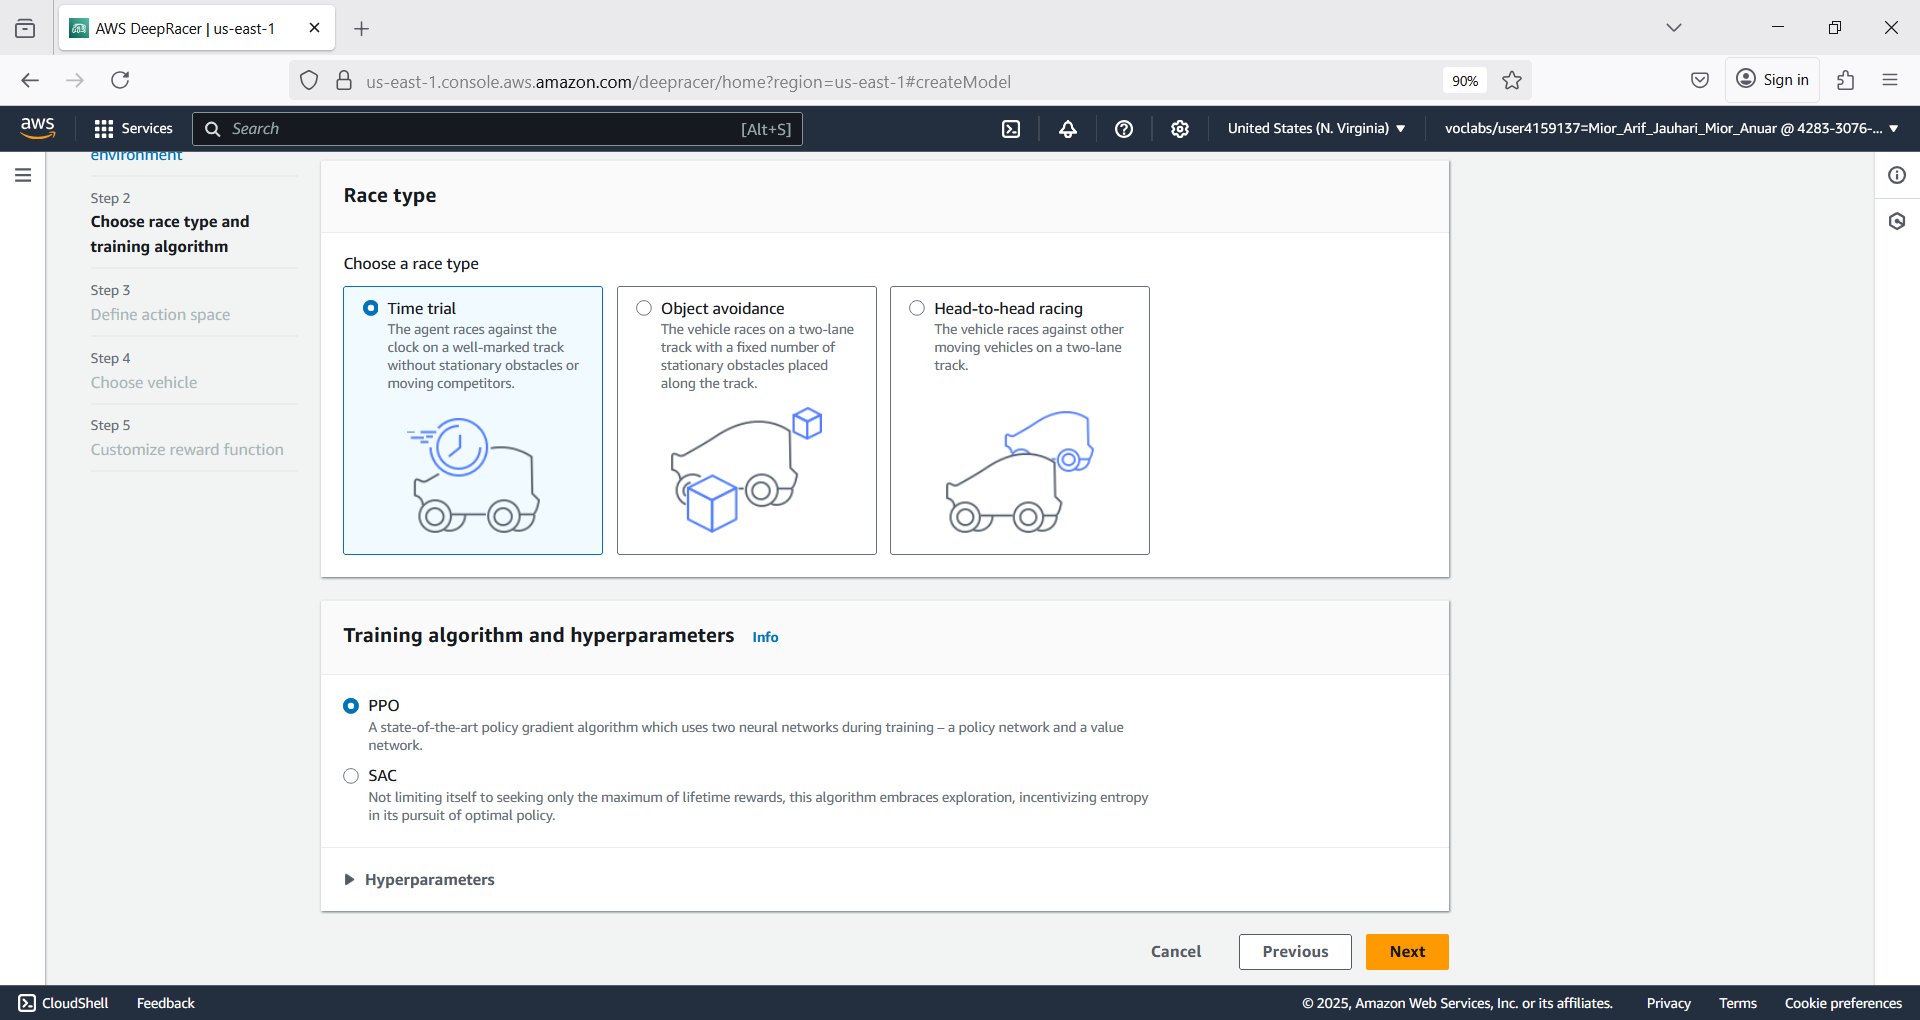 AWS DeepRacer | us-east-1
us-east-1.console.aws.amazon.com/deepracer/home?region=us-east-1#createModel
90%
Sign in
aws
Services
Search
[Alt+S]
United States (N. Virginia)
voclabs/user4159137=Mior_Arif_Jauhari_Mior_Anuar @ 4283-3076-...
environment
Step 2
Choose race type and
training algorithm
Step 3
Define action space
Step 4
Choose vehicle
Step 5
Customize reward function
Race type
Choose a race type
Time trial
The agent races against the
clock on a well-marked track
without stationary obstacles or
moving competitors.
Object avoidance
The vehicle races on a two-lane
track with a fixed number of
stationary obstacles placed
along the track.
Head-to-head racing
The vehicle races against other
moving vehicles on a two-lane
track.
Training algorithm and hyperparameters Info
PPO
A state-of-the-art policy gradient algorithm which uses two neural networks during training – a policy network and a value
network.
SAC
Not limiting itself to seeking only the maximum of lifetime rewards, this algorithm embraces exploration, incentivizing entropy
in its pursuit of optimal policy.
Hyperparameters
Cancel
Previous
Next
CloudShell
Feedback
© 2025, Amazon Web Services, Inc. or its affiliates.
Privacy
Terms
Cookie preferences